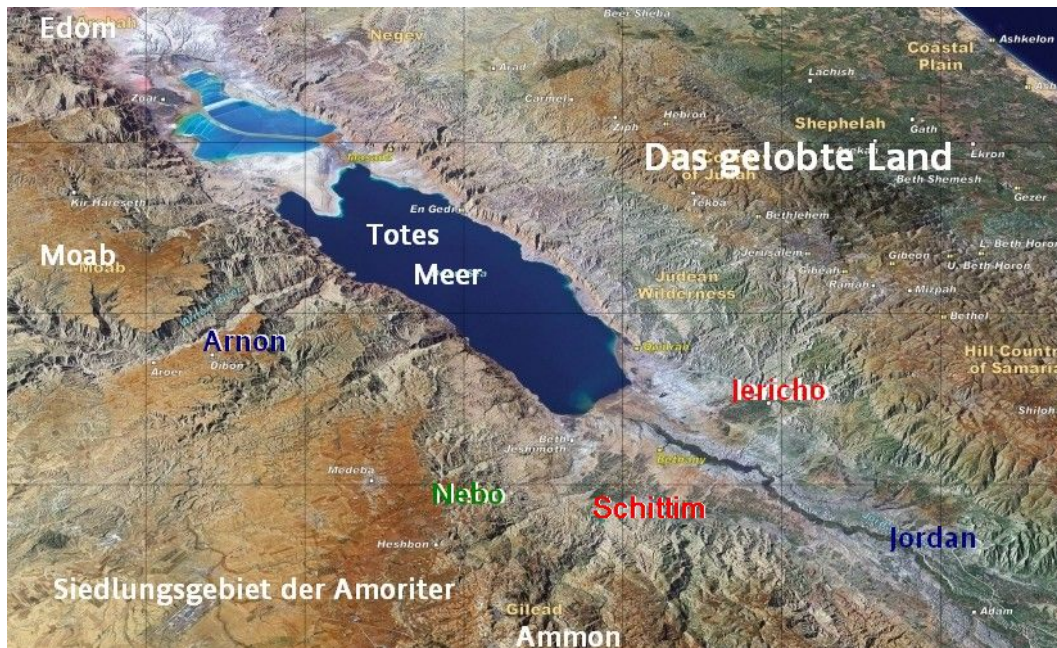 Edom
Negev
Beer Sheba
Ashkelon
Coastal
Plain
Arad
Lachish
Zoar
Carmel
Ziph
Hebron
Shephelah
Gath
Ekron
Das gelobte Land
of Judah
Beth Shemesh
Masada
Kir Hareseth
En Gedi
Tekoa
Bethlehem
Gezer
Totes
Meer
Moab
Moab
Jerusalem
Gibeah
Gibeon
L. Beth Horon
U. Beth Horon
Ramah
Mizpah
Judean
Wilderness
Bethel
Arnon
Aroer
Dibon
Qumran
Hill Countr
of Samaria
Jericho
Shiloh
Beth
Jeshimoth
Bethany
Medeba
Nebo
Schittim
Jordan
Heshbon
Siedlungsgebiet der Amoriter
Gilead
Ammon
Adam